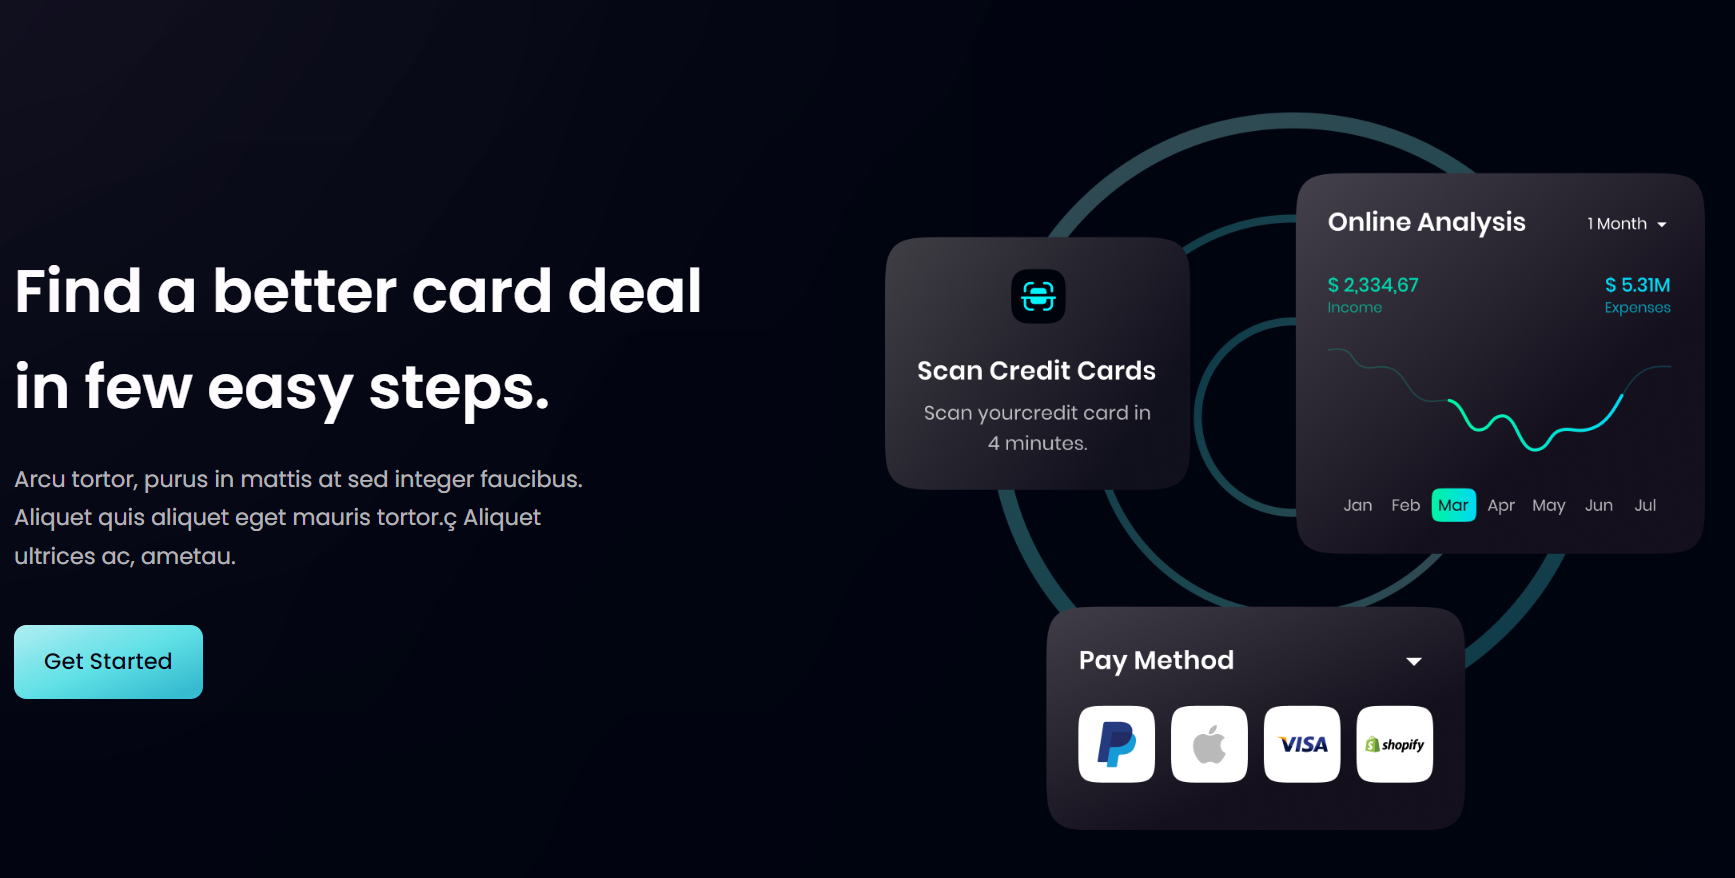 Find a better card deal
in few easy steps.
Arcu tortor, purus in mattis at sed integer faucibus.
Aliquet quis aliquet eget mauris tortor.ç Aliquet
ultrices ac, ametau.
Get Started
Scan Credit Cards
Scan yourcredit card in
4 minutes.
Online Analysis
1 Month
$ 2,334,67
$ 5.31M
Income
Expenses
Jan Feb Mar Apr May Jun Jul
Pay Method
VISA
shopify